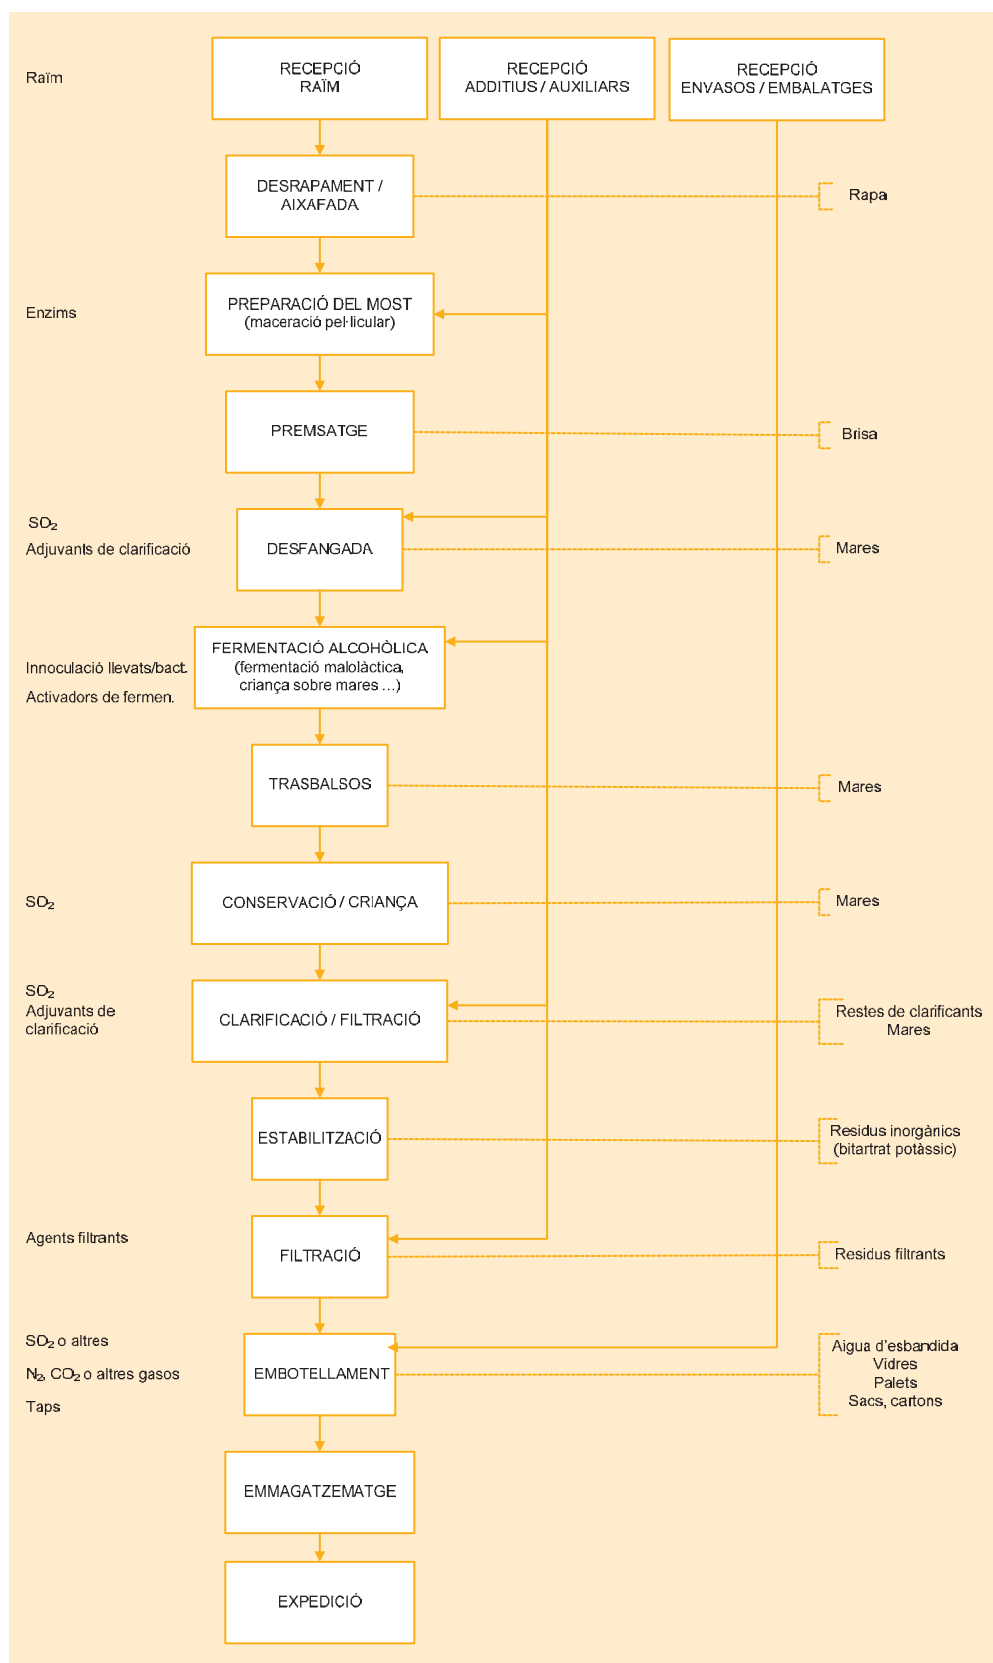 Raïm
RECEPCIÓ
RAÏM
RECEPCIÓ
ADDITIUS / AUXILIARS
RECEPCIÓ
ENVASOS / EMBALATGES
DESRAPAMENT /
AIXAFADA
Rapa
Enzims
PREPARACIÓ DEL MOST
(maceració pel·licular)
PREMSATGE
Brisa
SO₂
Adjuvants de clarificació
DESFANGADA
Mares
Innoculació llevats/bact.
Activadors de fermen.
FERMENTACIÓ ALCOHÒLICA
(fermentació malolàctica,
criança sobre mares ...)
TRASBALSOS
Mares
SO₂
CONSERVACIÓ / CRIANÇA
Mares
SO₂
Adjuvants de
clarificació
CLARIFICACIÓ / FILTRACIÓ
Restes de clarificants
Mares
ESTABILITZACIÓ
Residus inorgànics
(bitartrat potàssic)
Agents filtrants
FILTRACIÓ
Residus filtrants
SO₂ o altres
N₂, CO₂ o altres gasos
Taps
EMBOTELLAMENT
Aigua d'esbandida
Vidres
Palets
Sacs, cartons
EMMAGATZEMATGE
EXPEDICIÓ